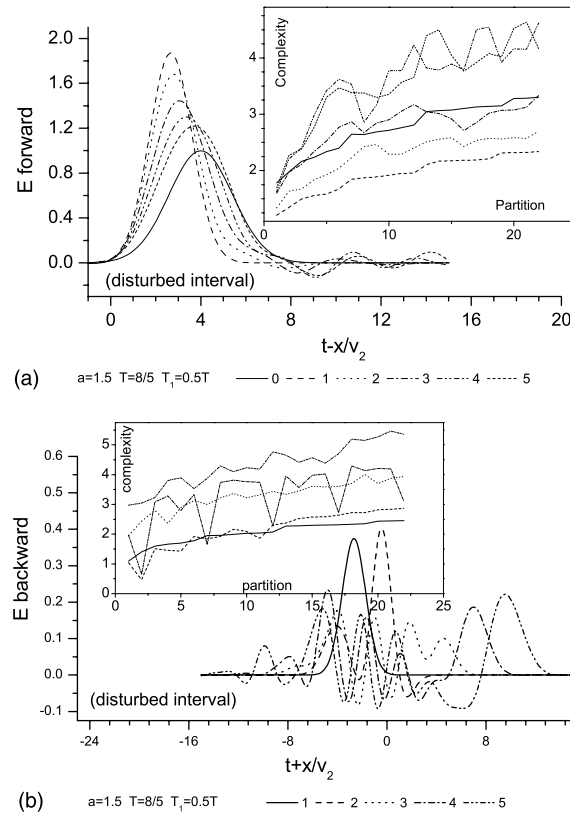 (a)
E forward
2.0
1.6
1.2
0.8
0.4
0.0
(disturbed interval)
0 4 8 12 16 20
t-x/v2
Complexity
4
3
2
Partition
0 10 20
a=1.5 T=8/5 T1=0.5T 0 1 2 3 4 5
(b)
E backward
0.6
0.5
0.4
0.3
0.2
0.1
0.0
-0.1
(disturbed interval)
-24 -16 -8 0 8
t+x/v2
complexity
5
4
3
2
1
0
partition
0 5 10 15 20 25
a=1.5 T=8/5 T1=0.5T 1 2 3 4 5